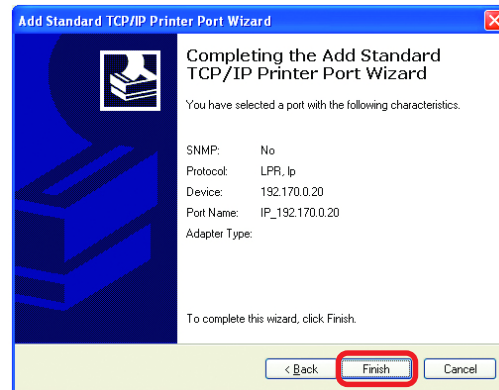 Add Standard TCP/IP Printer Port Wizard
Completing the Add Standard
TCP/IP Printer Port Wizard
You have selected a port with the following characteristics.
SNMP: No
Protocol: LPR, lp
Device: 192.170.0.20
Port Name: IP_192.170.0.20
Adapter Type:
To complete this wizard, click Finish.
< Back Finish Cancel